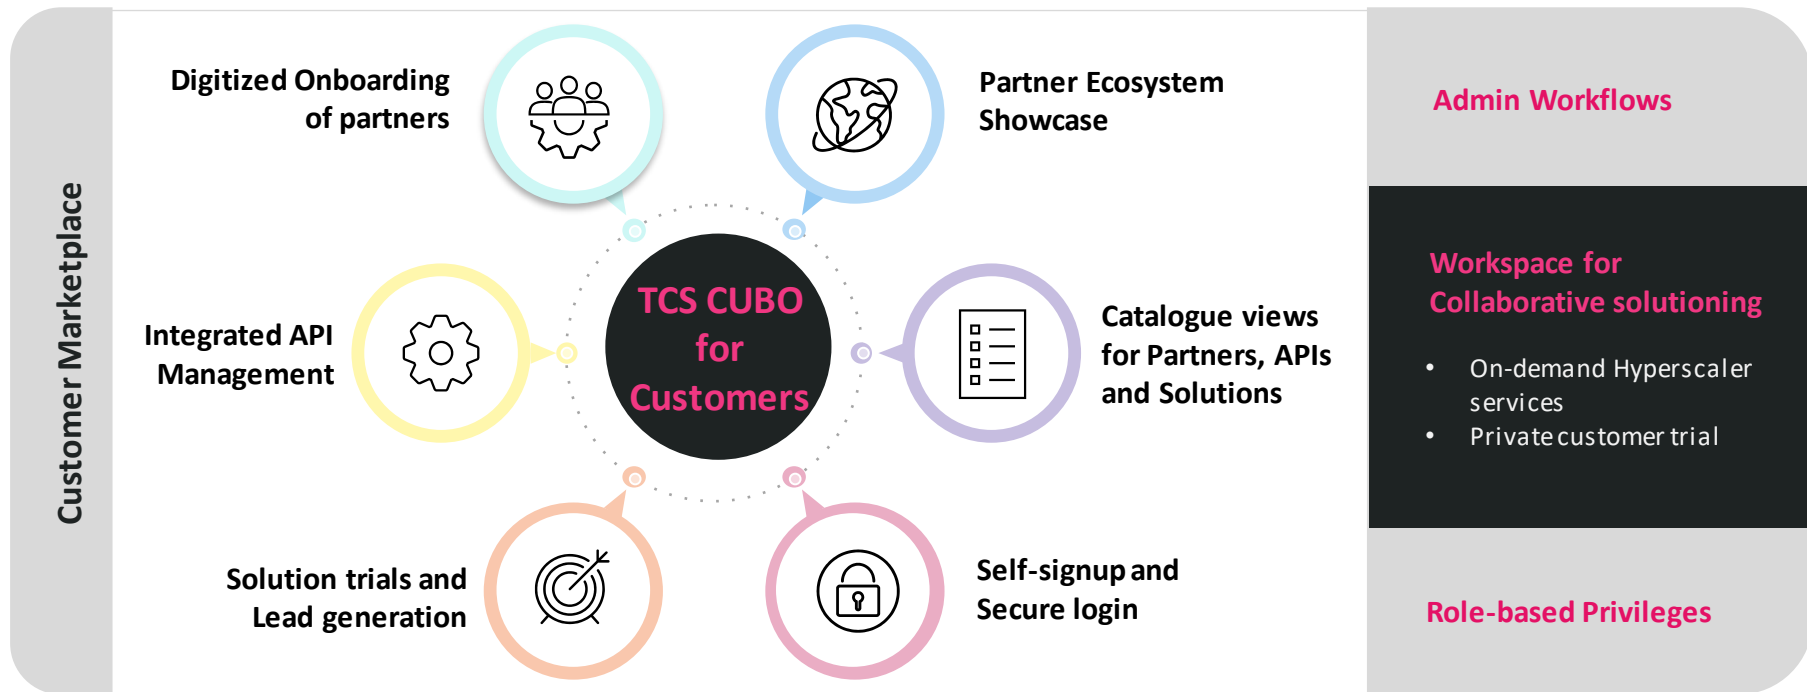 Customer Marketplace
Digitized Onboarding
of partners
Partner Ecosystem
Showcase
Integrated API
Management
TCS CUBO
for
Customers
Catalogue views
for Partners, APIs
and Solutions
Solution trials and
Lead generation
Self-signup and
Secure login
Admin Workflows
Workspace for
Collaborative solutioning
• On-demand Hyperscaler
services
• Private customer trial
Role-based Privileges